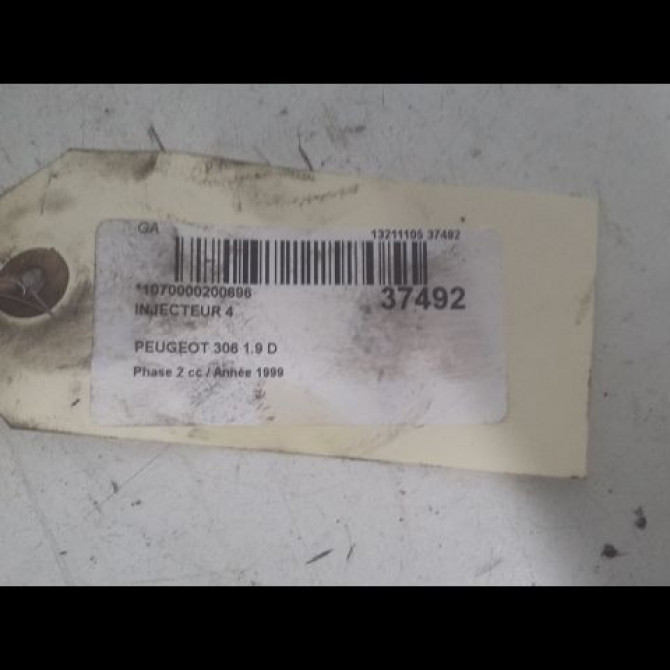 GA 13211105 37492
*1070000200696 37492
INJECTEUR 4
PEUGEOT 306 1.9 D
Phase 2 cc / Année 1999